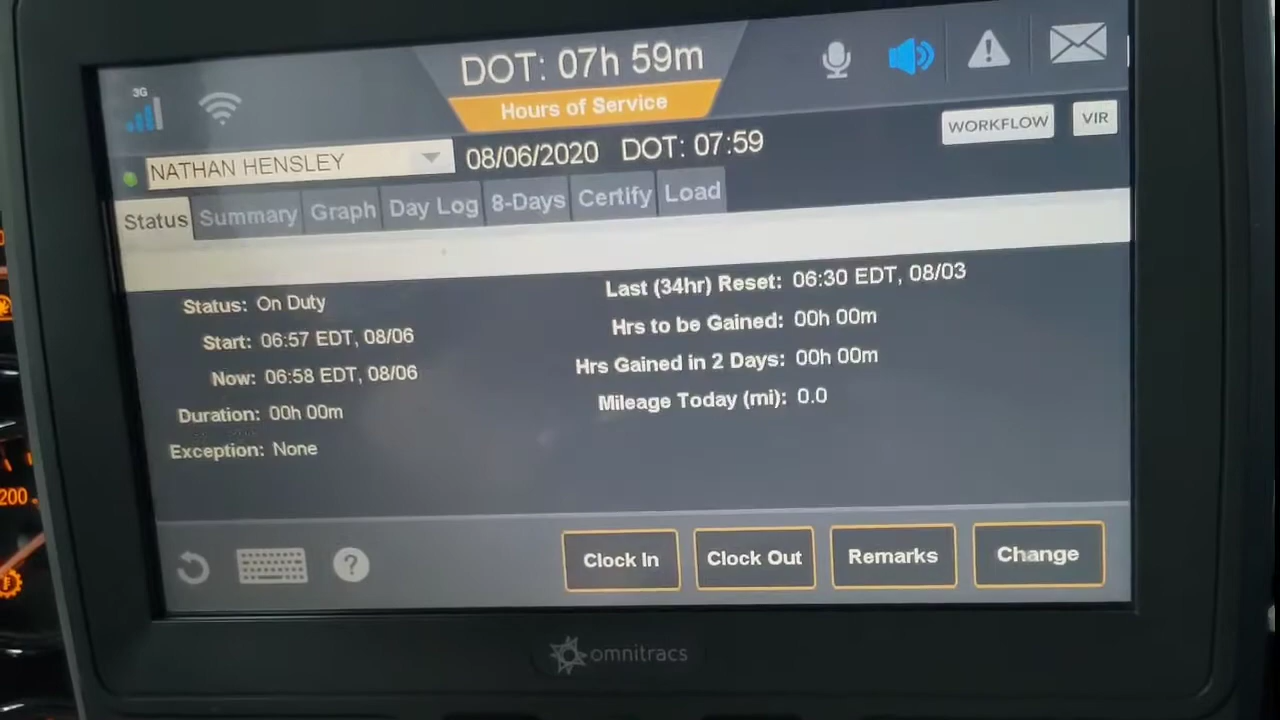 3G
DOT: 07h 59m
Hours of Service
NATHAN HENSLEY 08/06/2020 DOT: 07:59 WORKFLOW VIR
Status Summary Graph Day Log 8-Days Certify Load
Status: On Duty
Start: 06:57 EDT, 08/06
Now: 06:58 EDT, 08/06
Duration: 00h 00m
Exception: None
Last (34hr) Reset: 06:30 EDT, 08/03
Hrs to be Gained: 00h 00m
Hrs Gained in 2 Days: 00h 00m
Mileage Today (mi): 0.0
200
?
Clock In Clock Out Remarks Change
omnitracs